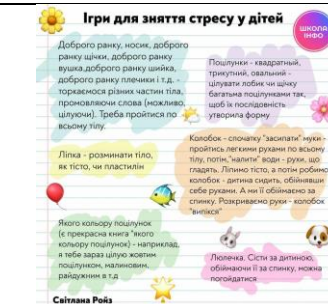 Ігри для зняття стресу у дітей
ШКОЛА
ІНФО
Доброго ранку, носик, доброго
ранку щічки, доброго ранку
вушка,доброго ранку шийка,
доброго ранку плечики і т.д. -
торкаємося різних частин тіла,
промовляючи слова (можливо,
цілуючи). Треба пройтися по
всьому тілу.
Поцілунки - квадратный,
трикутний, овальний -
цілувати лобик чи щічку
багатьма поцілунками так,
щоб їх послідовність
утворила форму
Ліпка - розминати тіло,
як тісто, чи пластилін
Колобок - спочатку "засипати" муки -
пройтись легкими рухами по всьому
тілу, потім,"налити" води - руки, що
гладять. Ліпимо тісто, а потім робимо
колобок - дитина сидить, обійнявши
себе руками. А ми її обіймаємо за
спинку. Розкриваємо руки - колобок
"випікся"
Якого кольору поцілунок
(є прекрасна книга "якого
кольору поцілунок) - наприклад,
я тебе зараз цілую жовтим
поцілунком, малиновим,
райдужним в т.д
Люлечка. Сісти за дитиною,
обіймаючи її за спинку, можна
погойдатися
Світлана Ройз